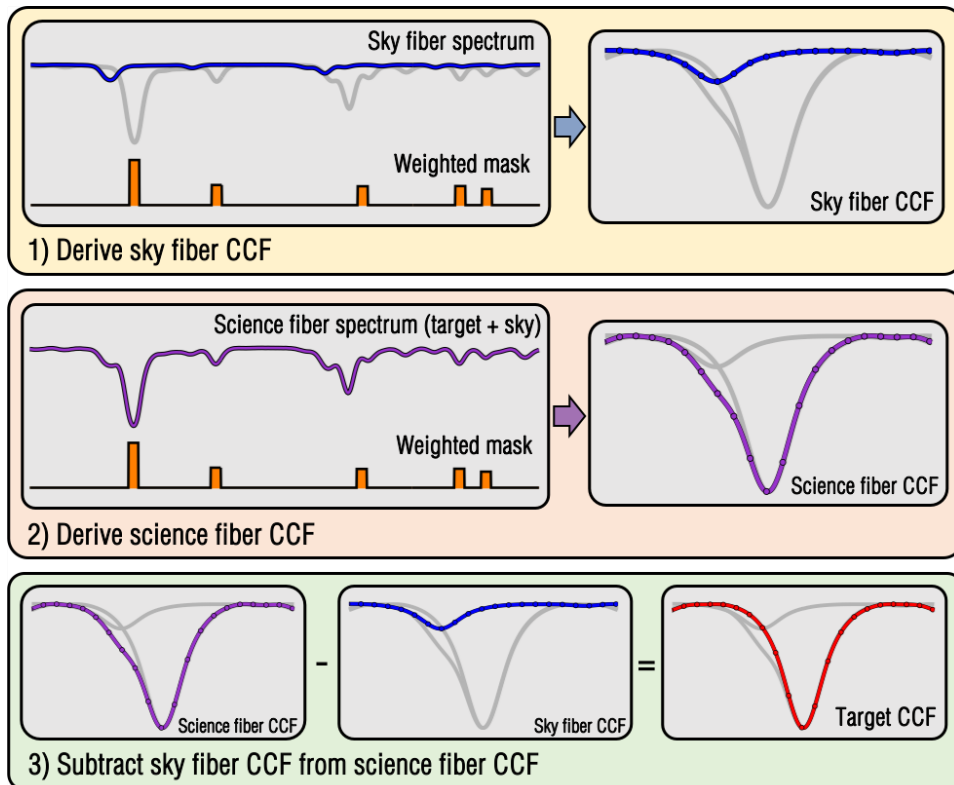 Sky fiber spectrum
Weighted mask
Sky fiber CCF
1) Derive sky fiber CCF
Science fiber spectrum (target + sky)
Weighted mask
Science fiber CCF
2) Derive science fiber CCF
Science fiber CCF
-
Sky fiber CCF
=
Target CCF
3) Subtract sky fiber CCF from science fiber CCF